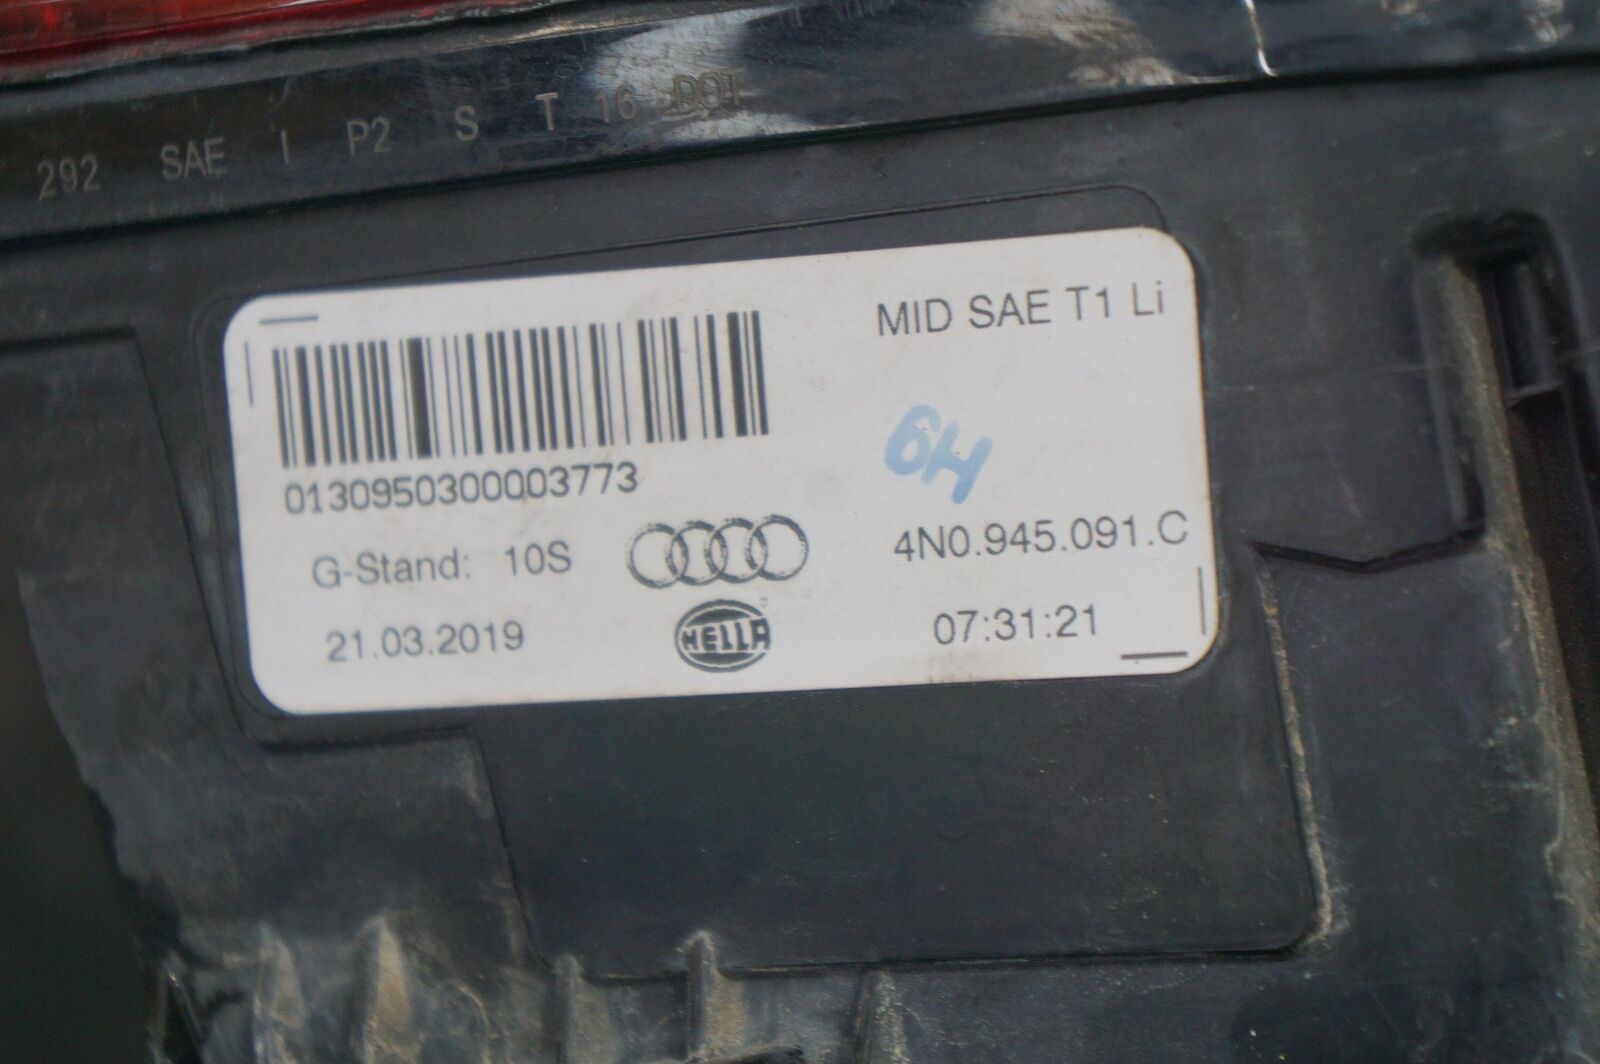 292 SAE I P2 S T 16 DOT
MID SAE T1 Li
0130950300003773
6H
G-Stand: 10S
4N0.945.091.C
21.03.2019
HELLA
07:31:21